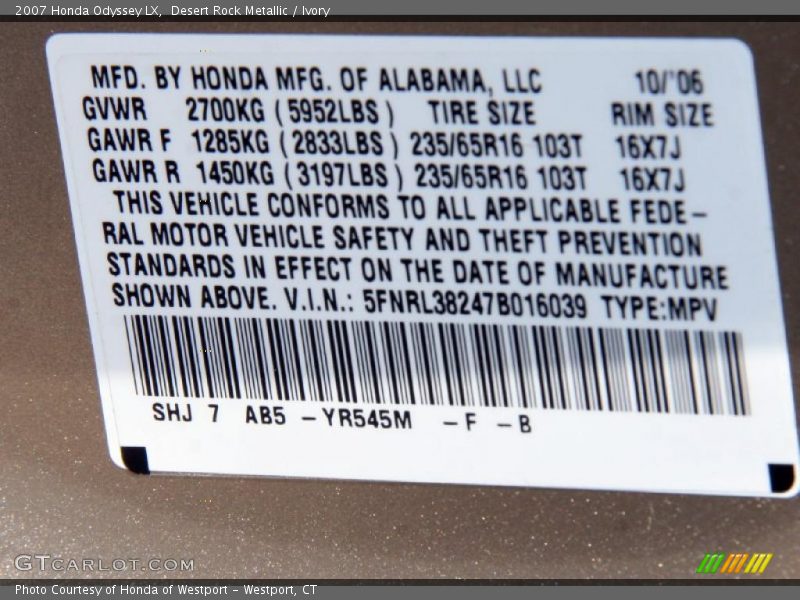 2007 Honda Odyssey LX, Desert Rock Metallic / Ivory
MFD. BY HONDA MFG. OF ALABAMA, LLC 10/'06
GVWR 2700KG (5952LBS) TIRE SIZE RIM SIZE
GAWR F 1285KG (2833LBS) 235/65R16 103T 16X7J
GAWR R 1450KG (3197LBS) 235/65R16 103T 16X7J
THIS VEHICLE CONFORMS TO ALL APPLICABLE FEDE–
RAL MOTOR VEHICLE SAFETY AND THEFT PREVENTION
STANDARDS IN EFFECT ON THE DATE OF MANUFACTURE
SHOWN ABOVE. V.I.N.: 5FNRL38247B016039 TYPE:MPV
SHJ 7 AB5 –YR545M –F –B
GTCARLOT.COM
Photo Courtesy of Honda of Westport – Westport, CT